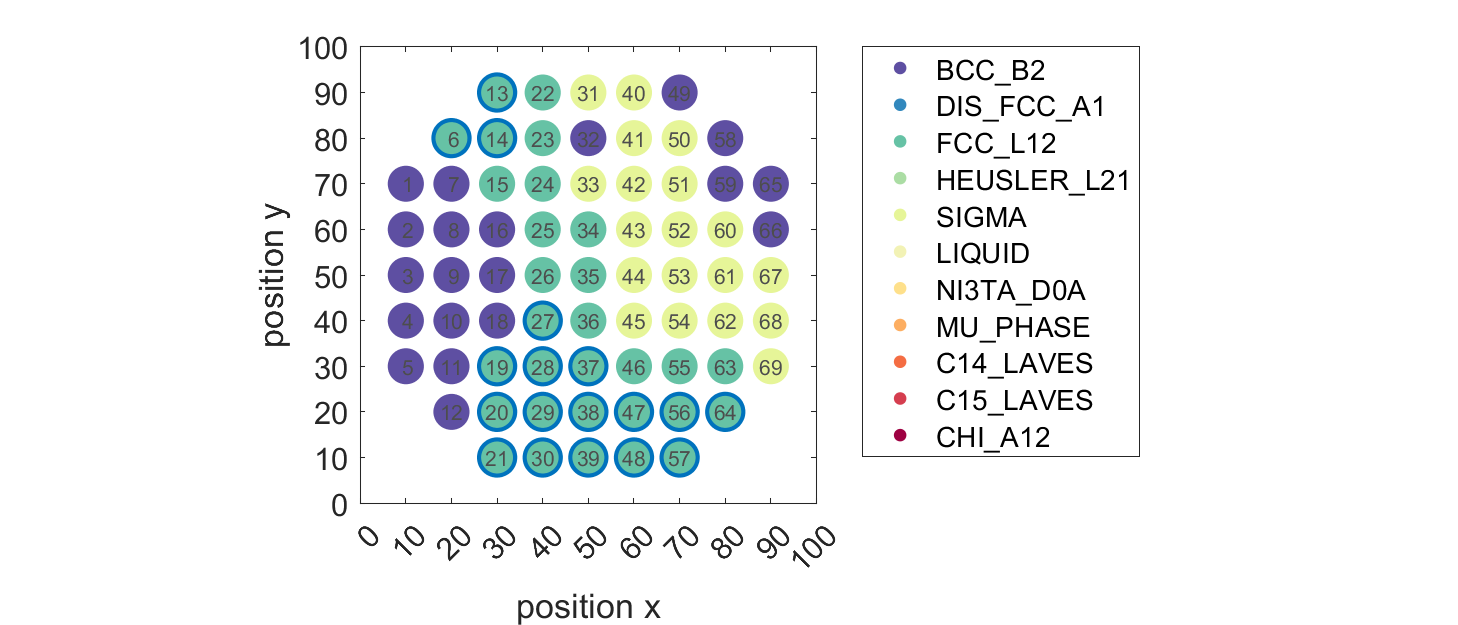 100
90
80
70
60
50
40
30
20
10
0
position y
13 22 31 40 49
6 14 23 32 41 50 58
1 7 15 24 33 42 51 59 65
2 8 16 25 34 43 52 60 66
3 9 17 26 35 44 53 61 67
4 10 18 27 36 45 54 62 68
5 11 19 28 37 46 55 63 69
12 20 29 38 47 56 64
21 30 39 48 57
0 10 20 30 40 50 60 70 80 90 100
position x
BCC_B2
DIS_FCC_A1
FCC_L12
HEUSLER_L21
SIGMA
LIQUID
NI3TA_D0A
MU_PHASE
C14_LAVES
C15_LAVES
CHI_A12